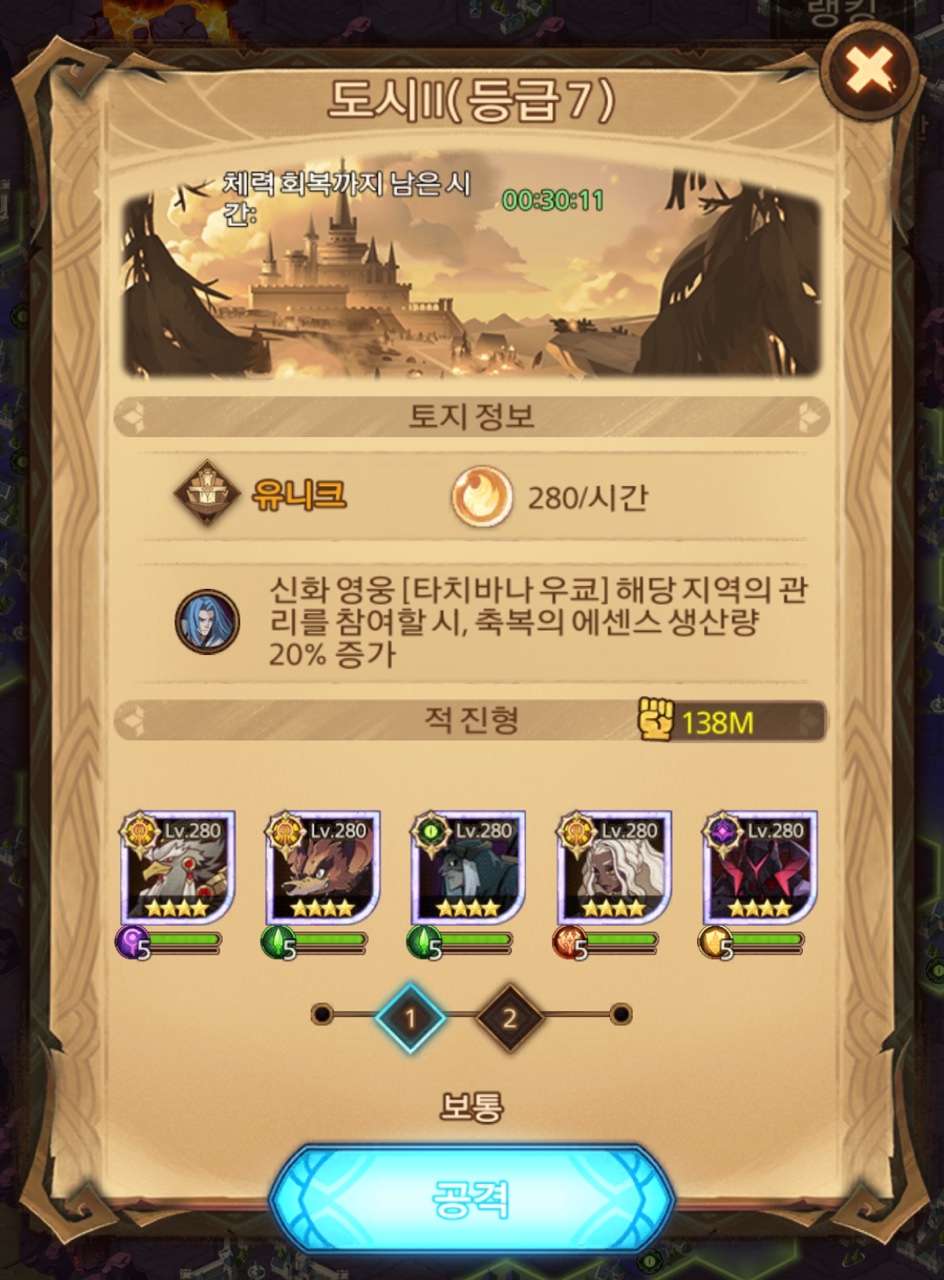 랭킹
도시II(등급 7)
체력 회복까지 남은 시
간:
00:30:11
토지 정보
유니크
280/시간
신화 영웅 [타치바나 우쿄] 해당 지역의 관
리를 참여할 시, 축복의 에센스 생산량
20% 증가
적 진형
138M
Lv.280 Lv.280 Lv.280 Lv.280 Lv.280
5 5 5 5 5
1 2
보통
공격